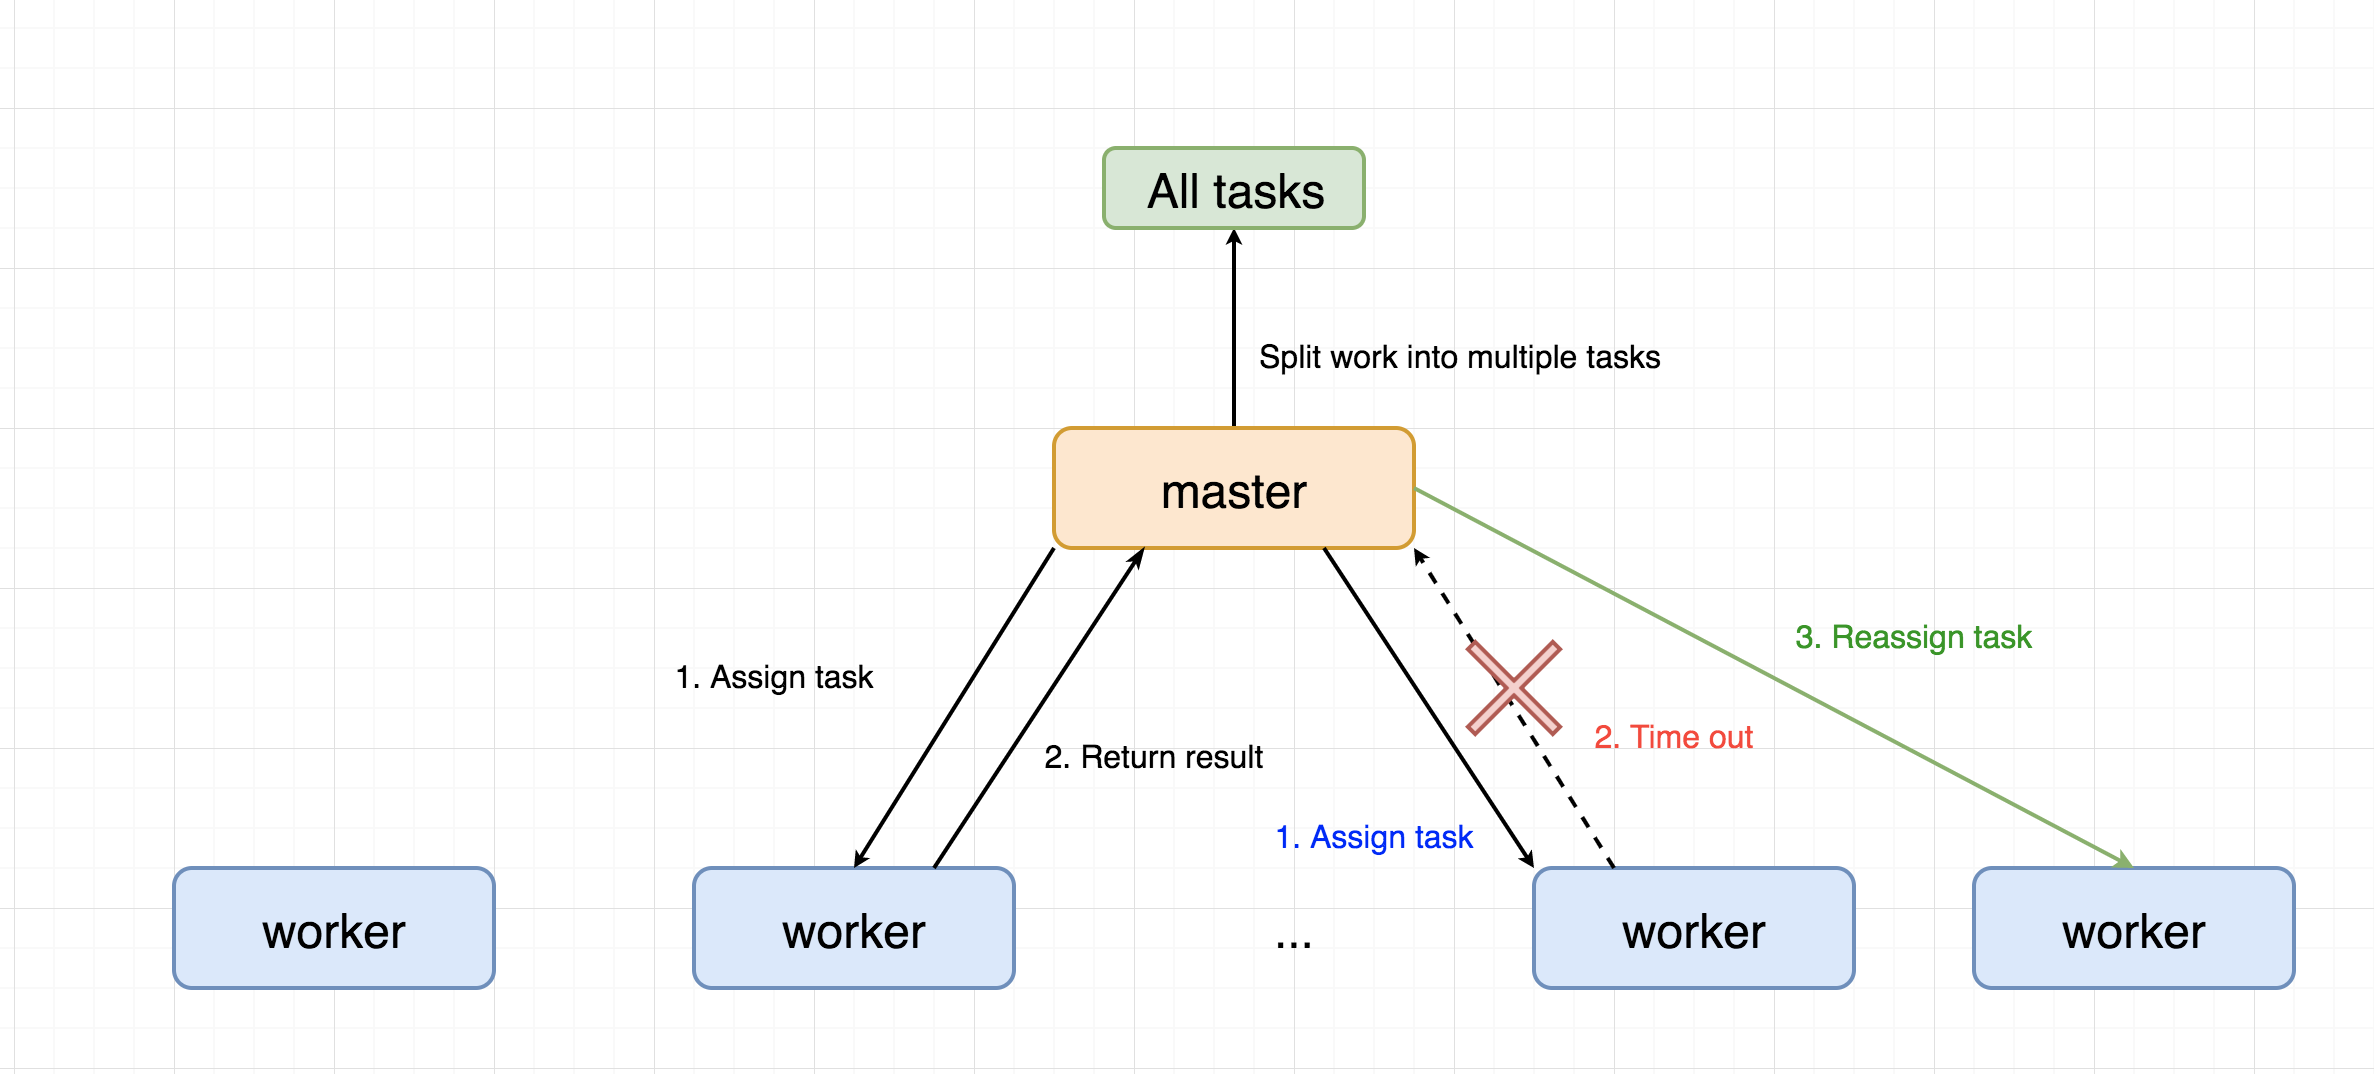 All tasks
Split work into multiple tasks
master
3. Reassign task
1. Assign task
2. Time out
2. Return result
1. Assign task
worker
worker
...
worker
worker